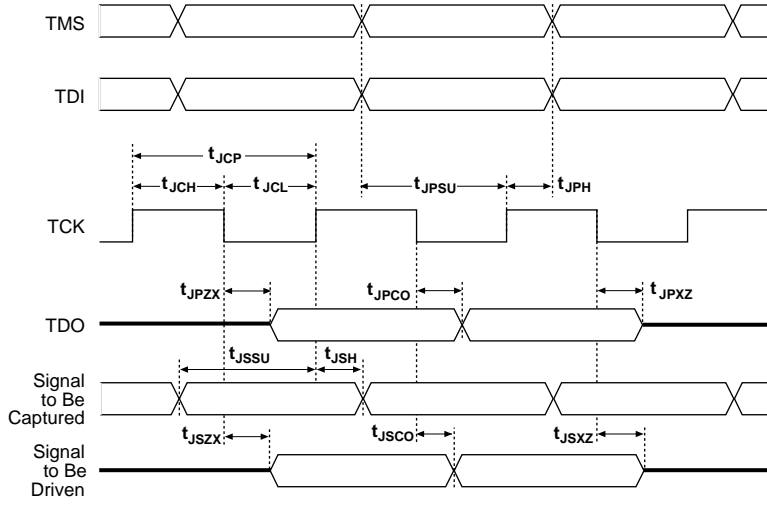 TMS
TDI
tJCP
tJCH
tJCL
tJPSU
tJPH
TCK
tJPZX
tJPCO
tJPXZ
TDO
tJSSU
tJSH
Signal
to Be
Captured
tJSZX
tJSCO
tJSXZ
Signal
to Be
Driven